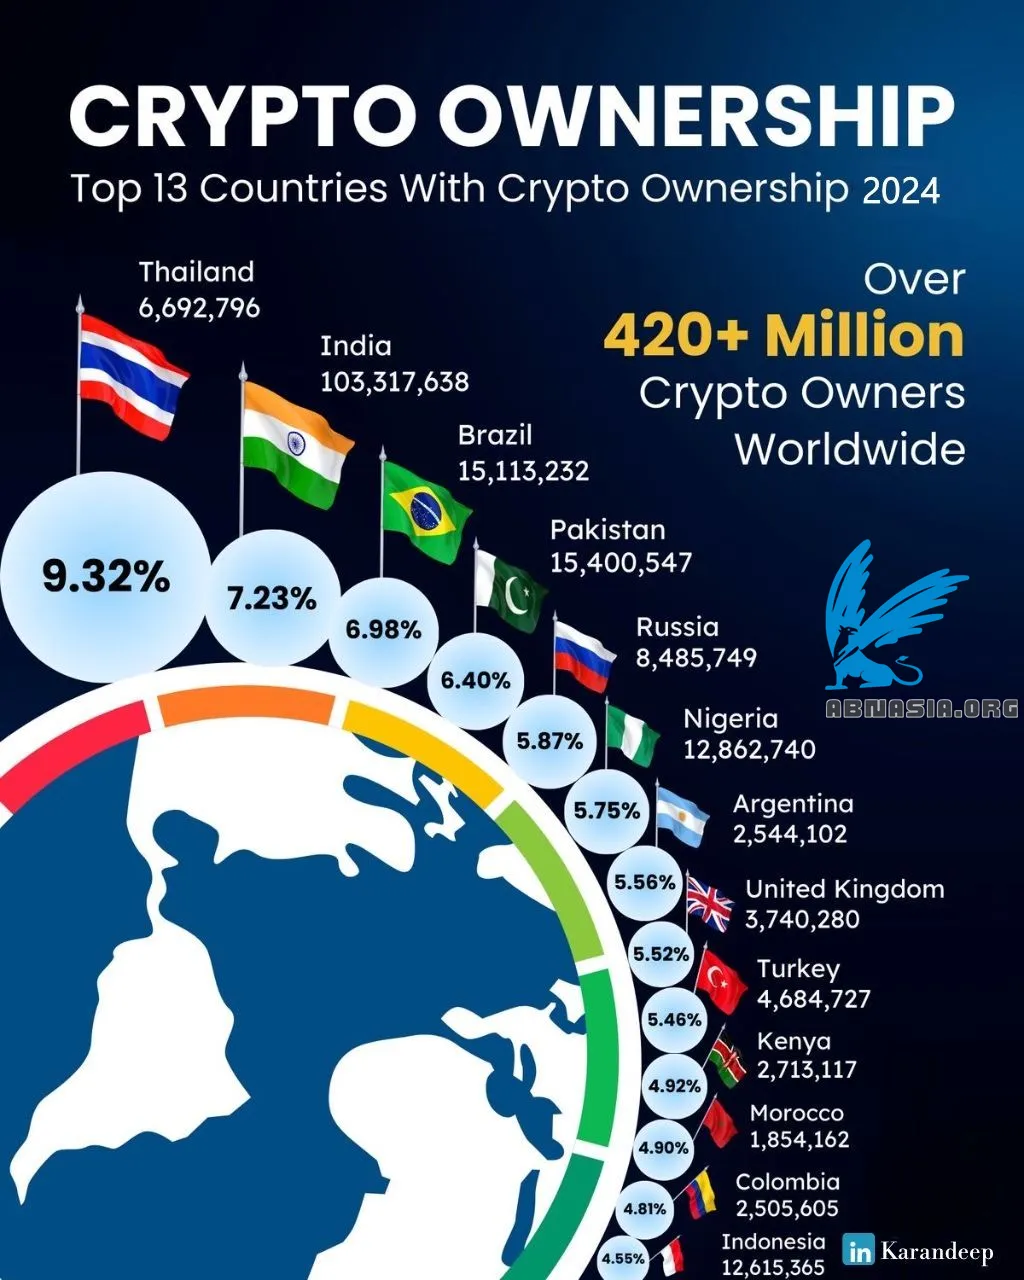 CRYPTO OWNERSHIP
Top 13 Countries With Crypto Ownership 2024
Over
420+ Million
Crypto Owners
Worldwide
Thailand
6,692,796
9.32%
India
103,317,638
7.23%
Brazil
15,113,232
6.98%
Pakistan
15,400,547
6.40%
Russia
8,485,749
5.87%
Nigeria
12,862,740
5.75%
Argentina
2,544,102
5.56%
United Kingdom
3,740,280
5.52%
Turkey
4,684,727
5.46%
Kenya
2,713,117
4.92%
Morocco
1,854,162
4.90%
Colombia
2,505,605
4.81%
Indonesia
12,615,365
4.55%
ABNASIA.ORG
in Karandeep